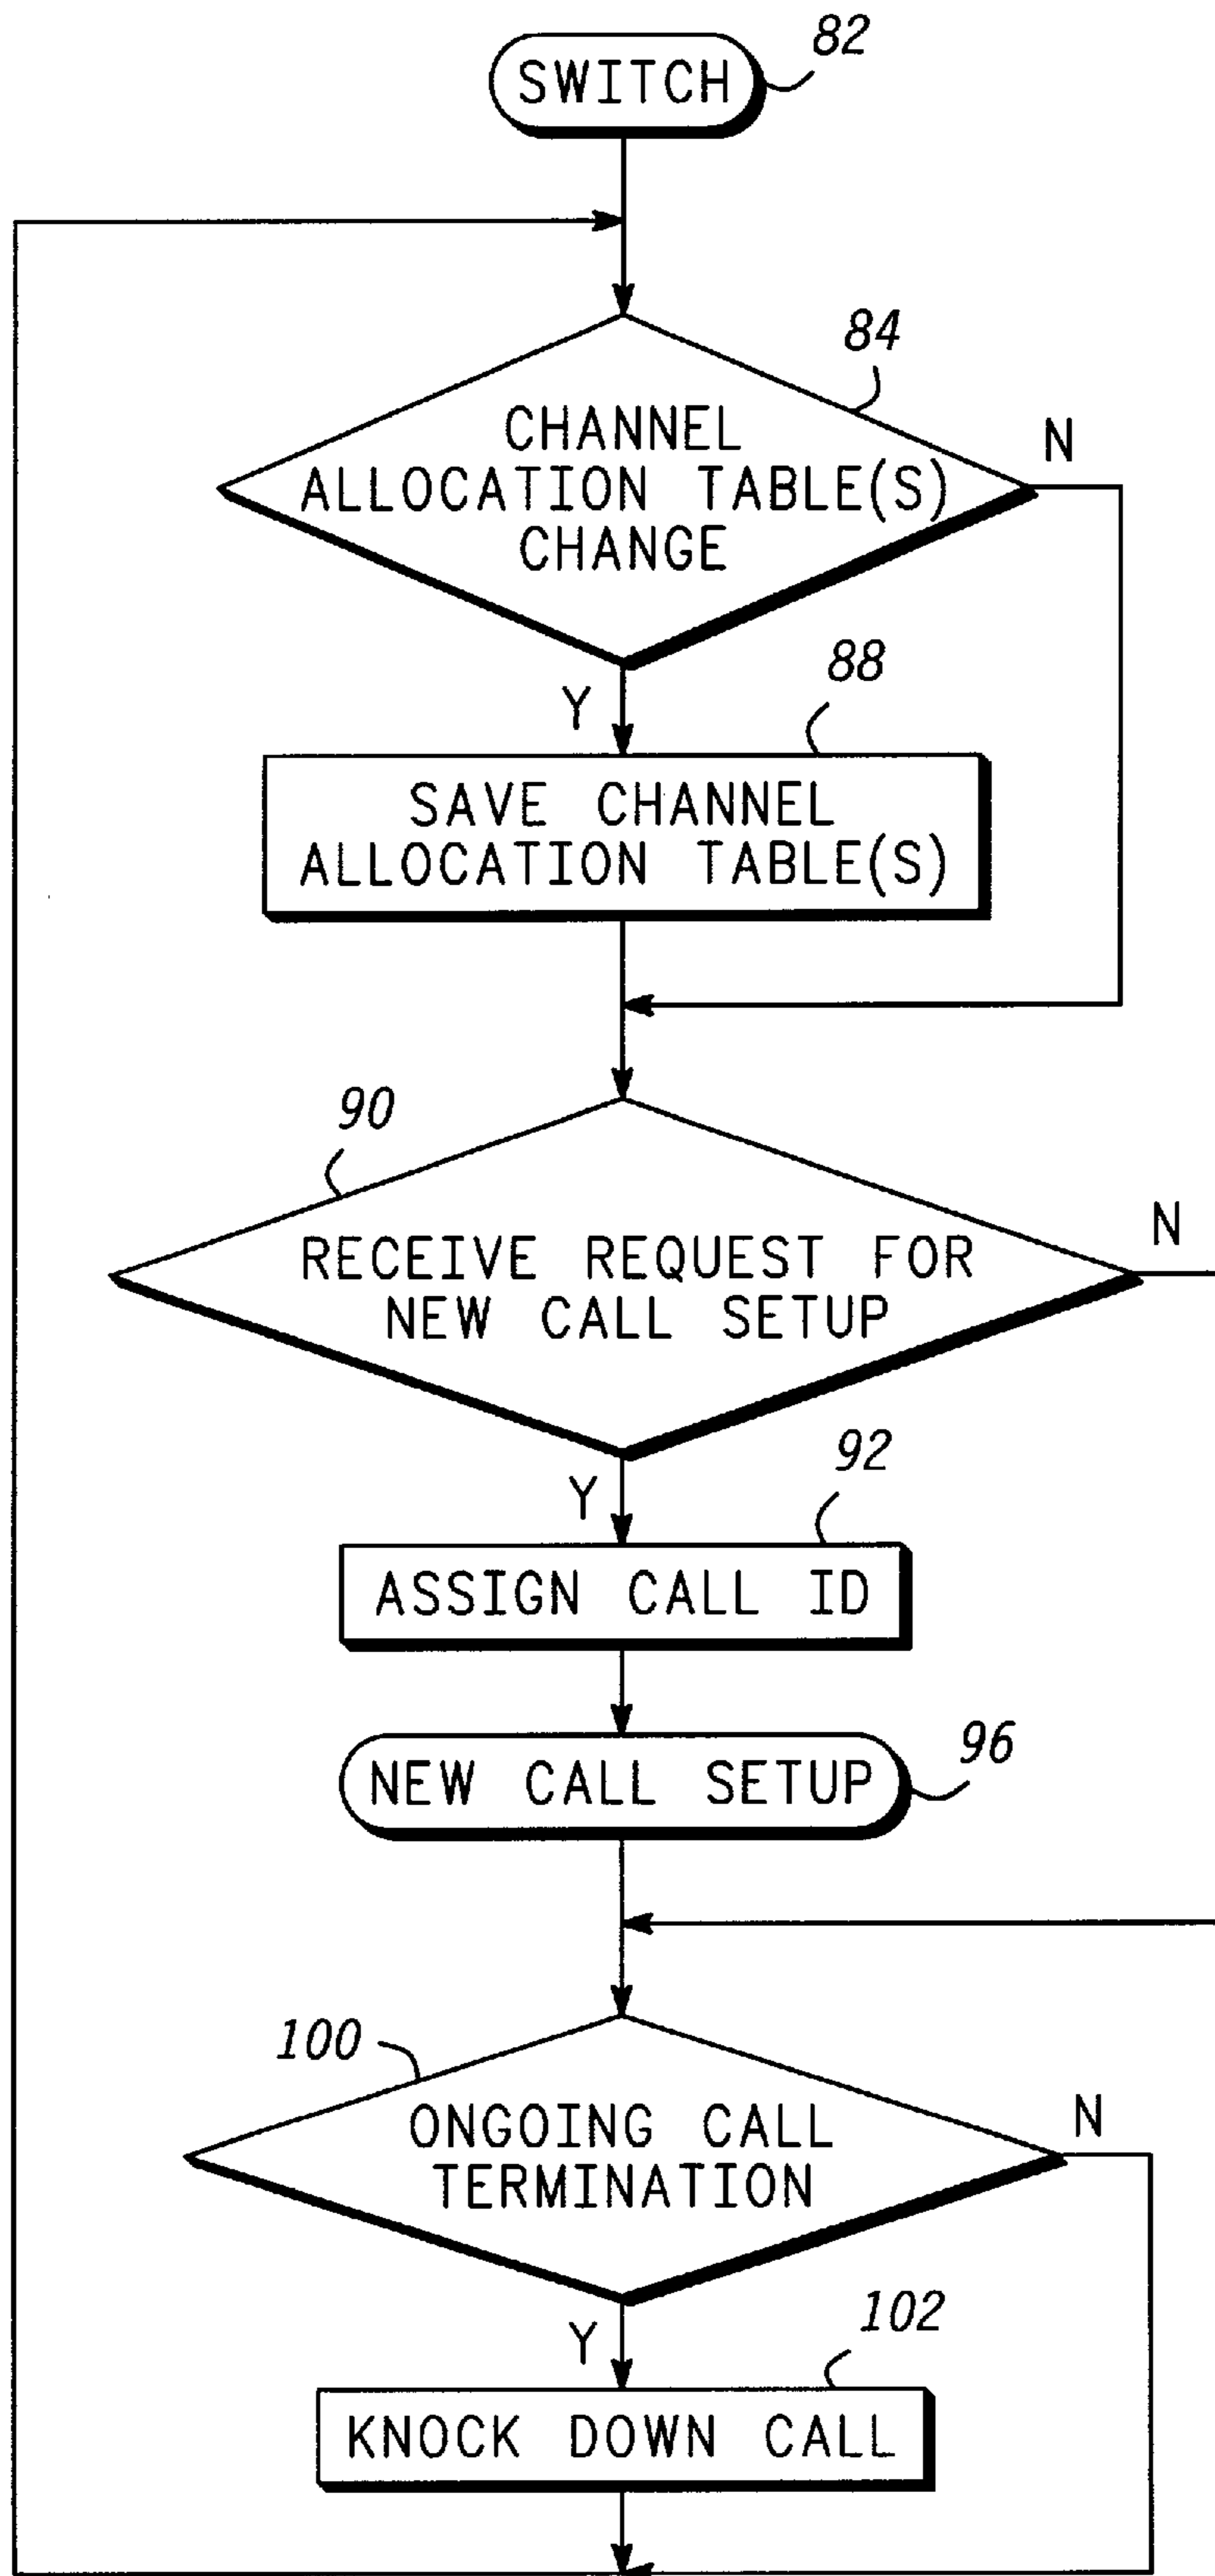 SWITCH
82
84
CHANNEL
ALLOCATION TABLE(S)
CHANGE
N
Y
88
SAVE CHANNEL
ALLOCATION TABLE(S)
90
RECEIVE REQUEST FOR
NEW CALL SETUP
N
Y
92
ASSIGN CALL ID
NEW CALL SETUP
96
100
ONGOING CALL
TERMINATION
N
Y
102
KNOCK DOWN CALL